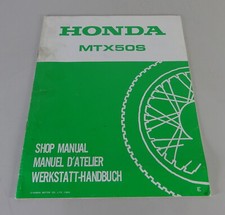 HONDA
MTX50S
SHOP MANUAL
MANUEL D'ATELIER
WERKSTATT-HANDBUCH